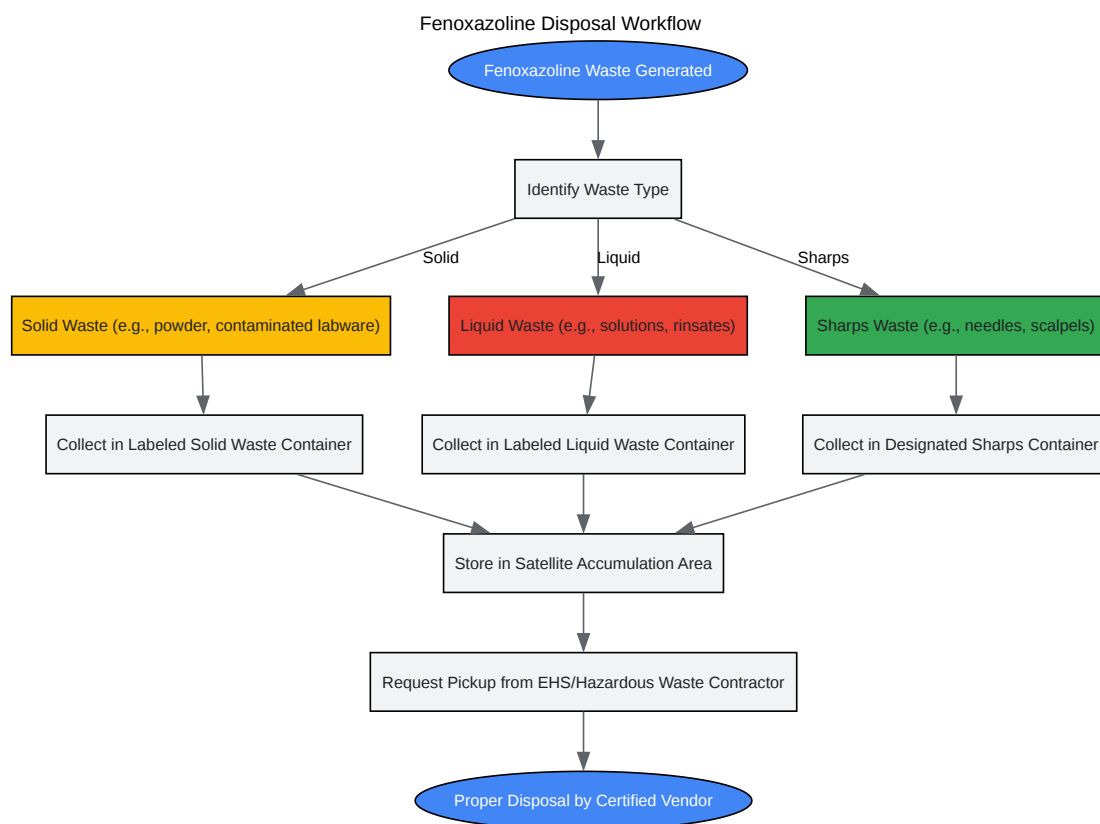 Fenoxazoline Disposal Workflow
Fenoxazoline Waste Generated
Identify Waste Type
Solid
Liquid
Sharps
Solid Waste (e.g., powder, contaminated labware)
Liquid Waste (e.g., solutions, rinsates)
Sharps Waste (e.g., needles, scalpels)
Collect in Labeled Solid Waste Container
Collect in Labeled Liquid Waste Container
Collect in Designated Sharps Container
Store in Satellite Accumulation Area
Request Pickup from EHS/Hazardous Waste Contractor
Proper Disposal by Certified Vendor